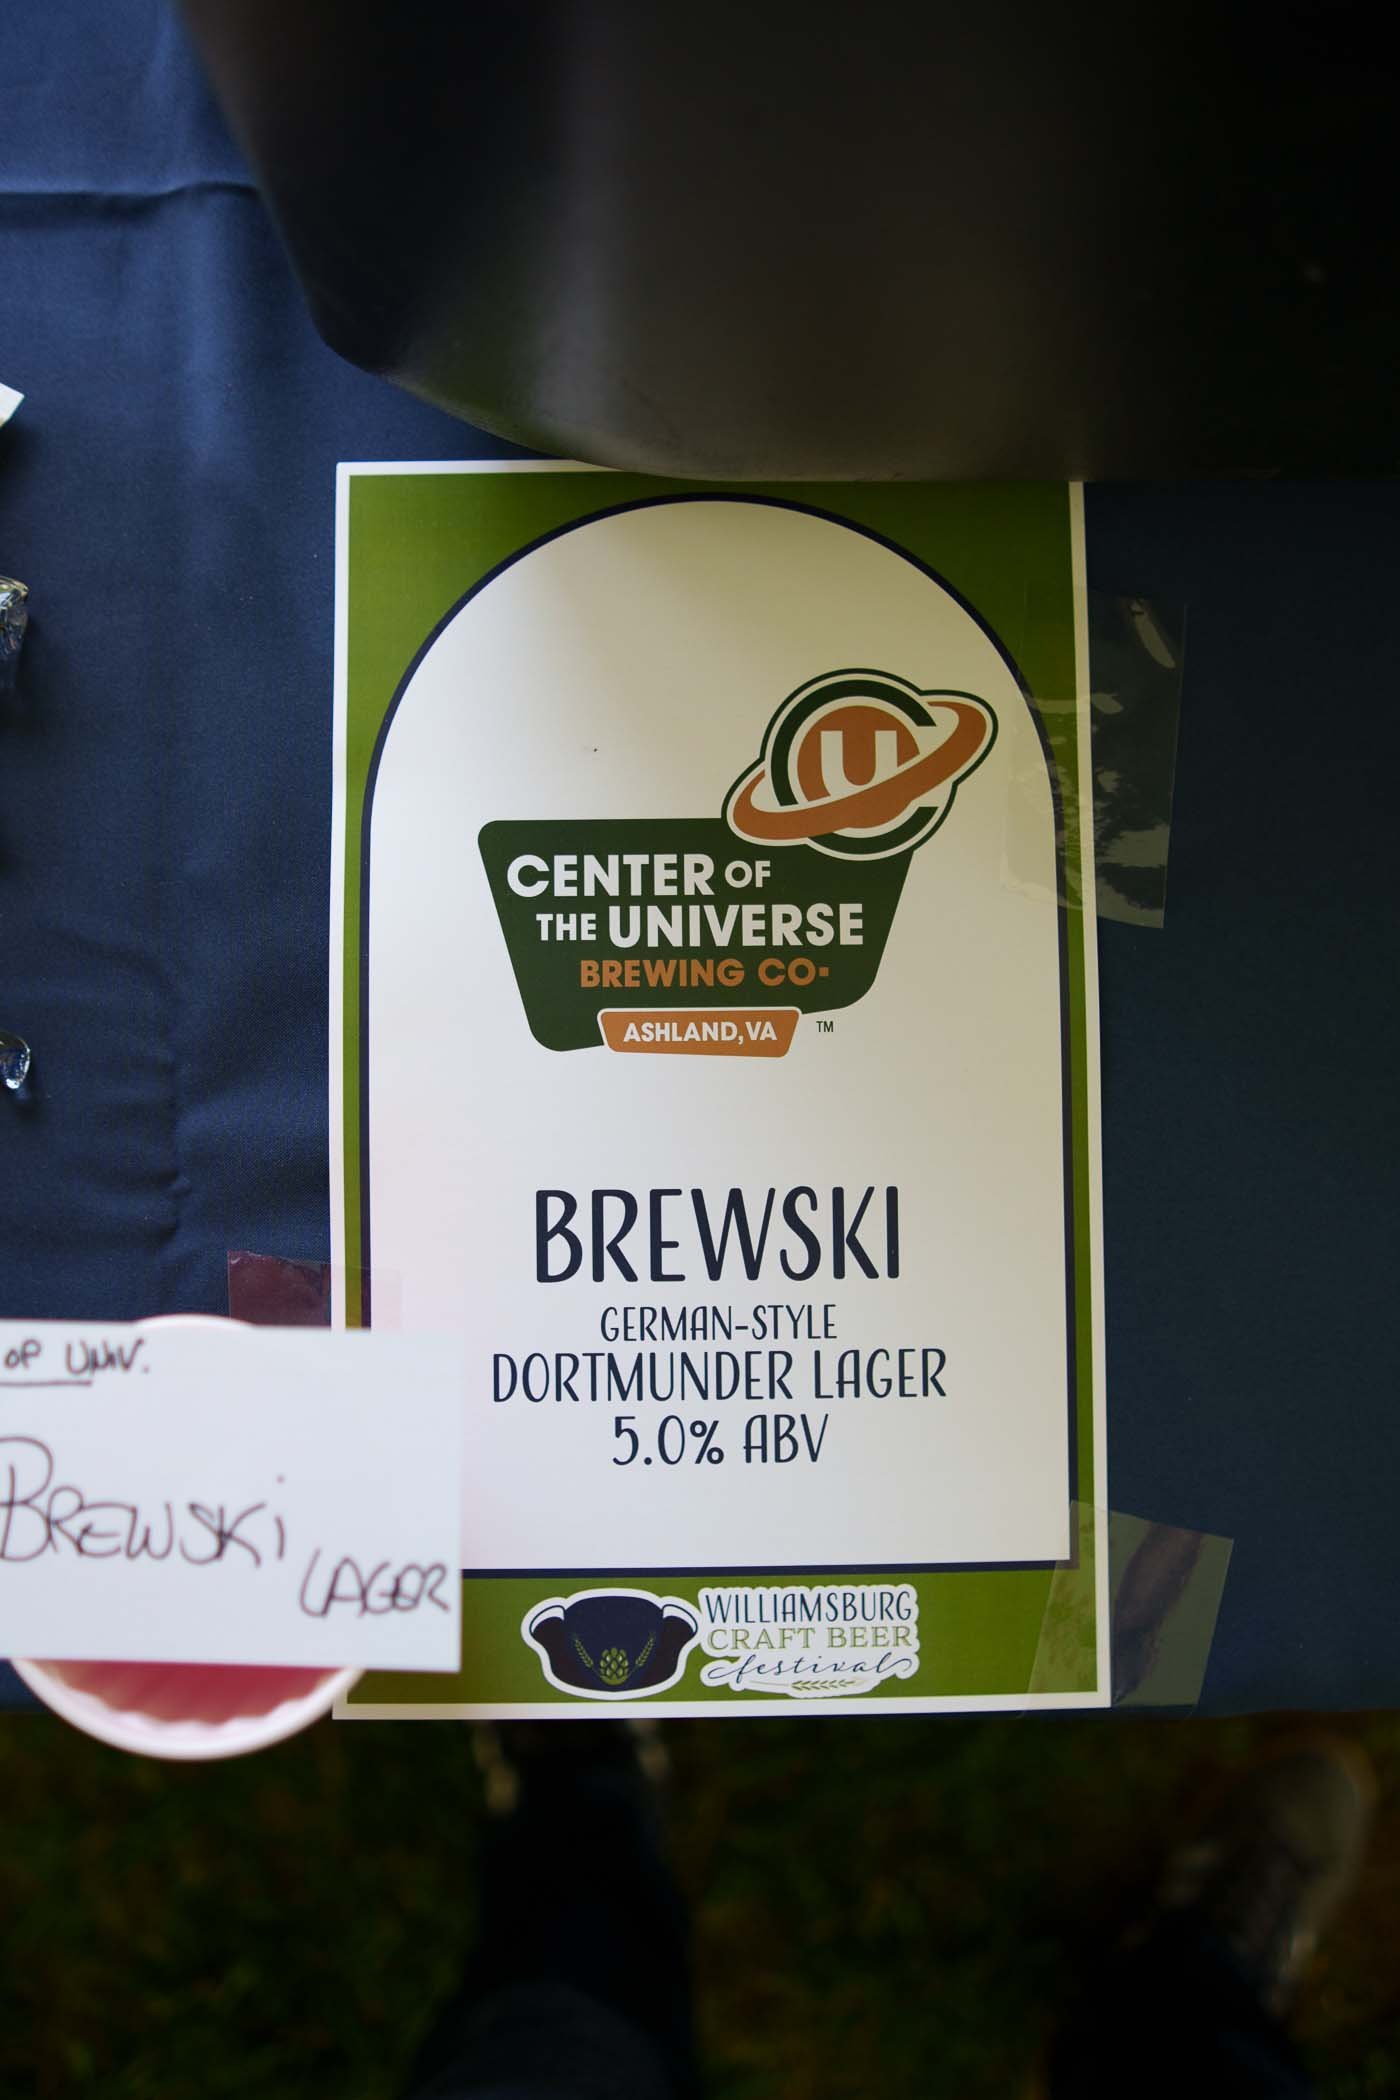 U
CENTER OF
THE UNIVERSE
BREWING CO.
ASHLAND, VA ™
BREWSKI
GERMAN-STYLE
DORTMUNDER LAGER
5.0% ABV
OF UNIV.
BREWSKI
LAGER
WILLIAMSBURG
CRAFT BEER
festival